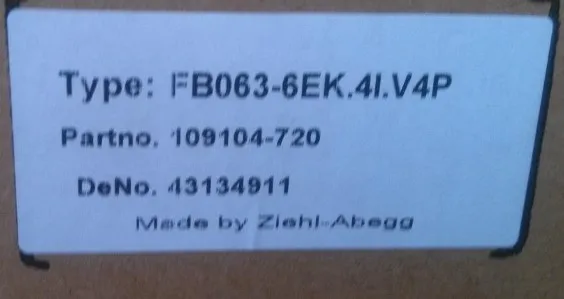 Type: FB063-6EK.4I.V4P
Partno. 109104-720
DeNo. 43134911
Made by Ziehl-Abegg